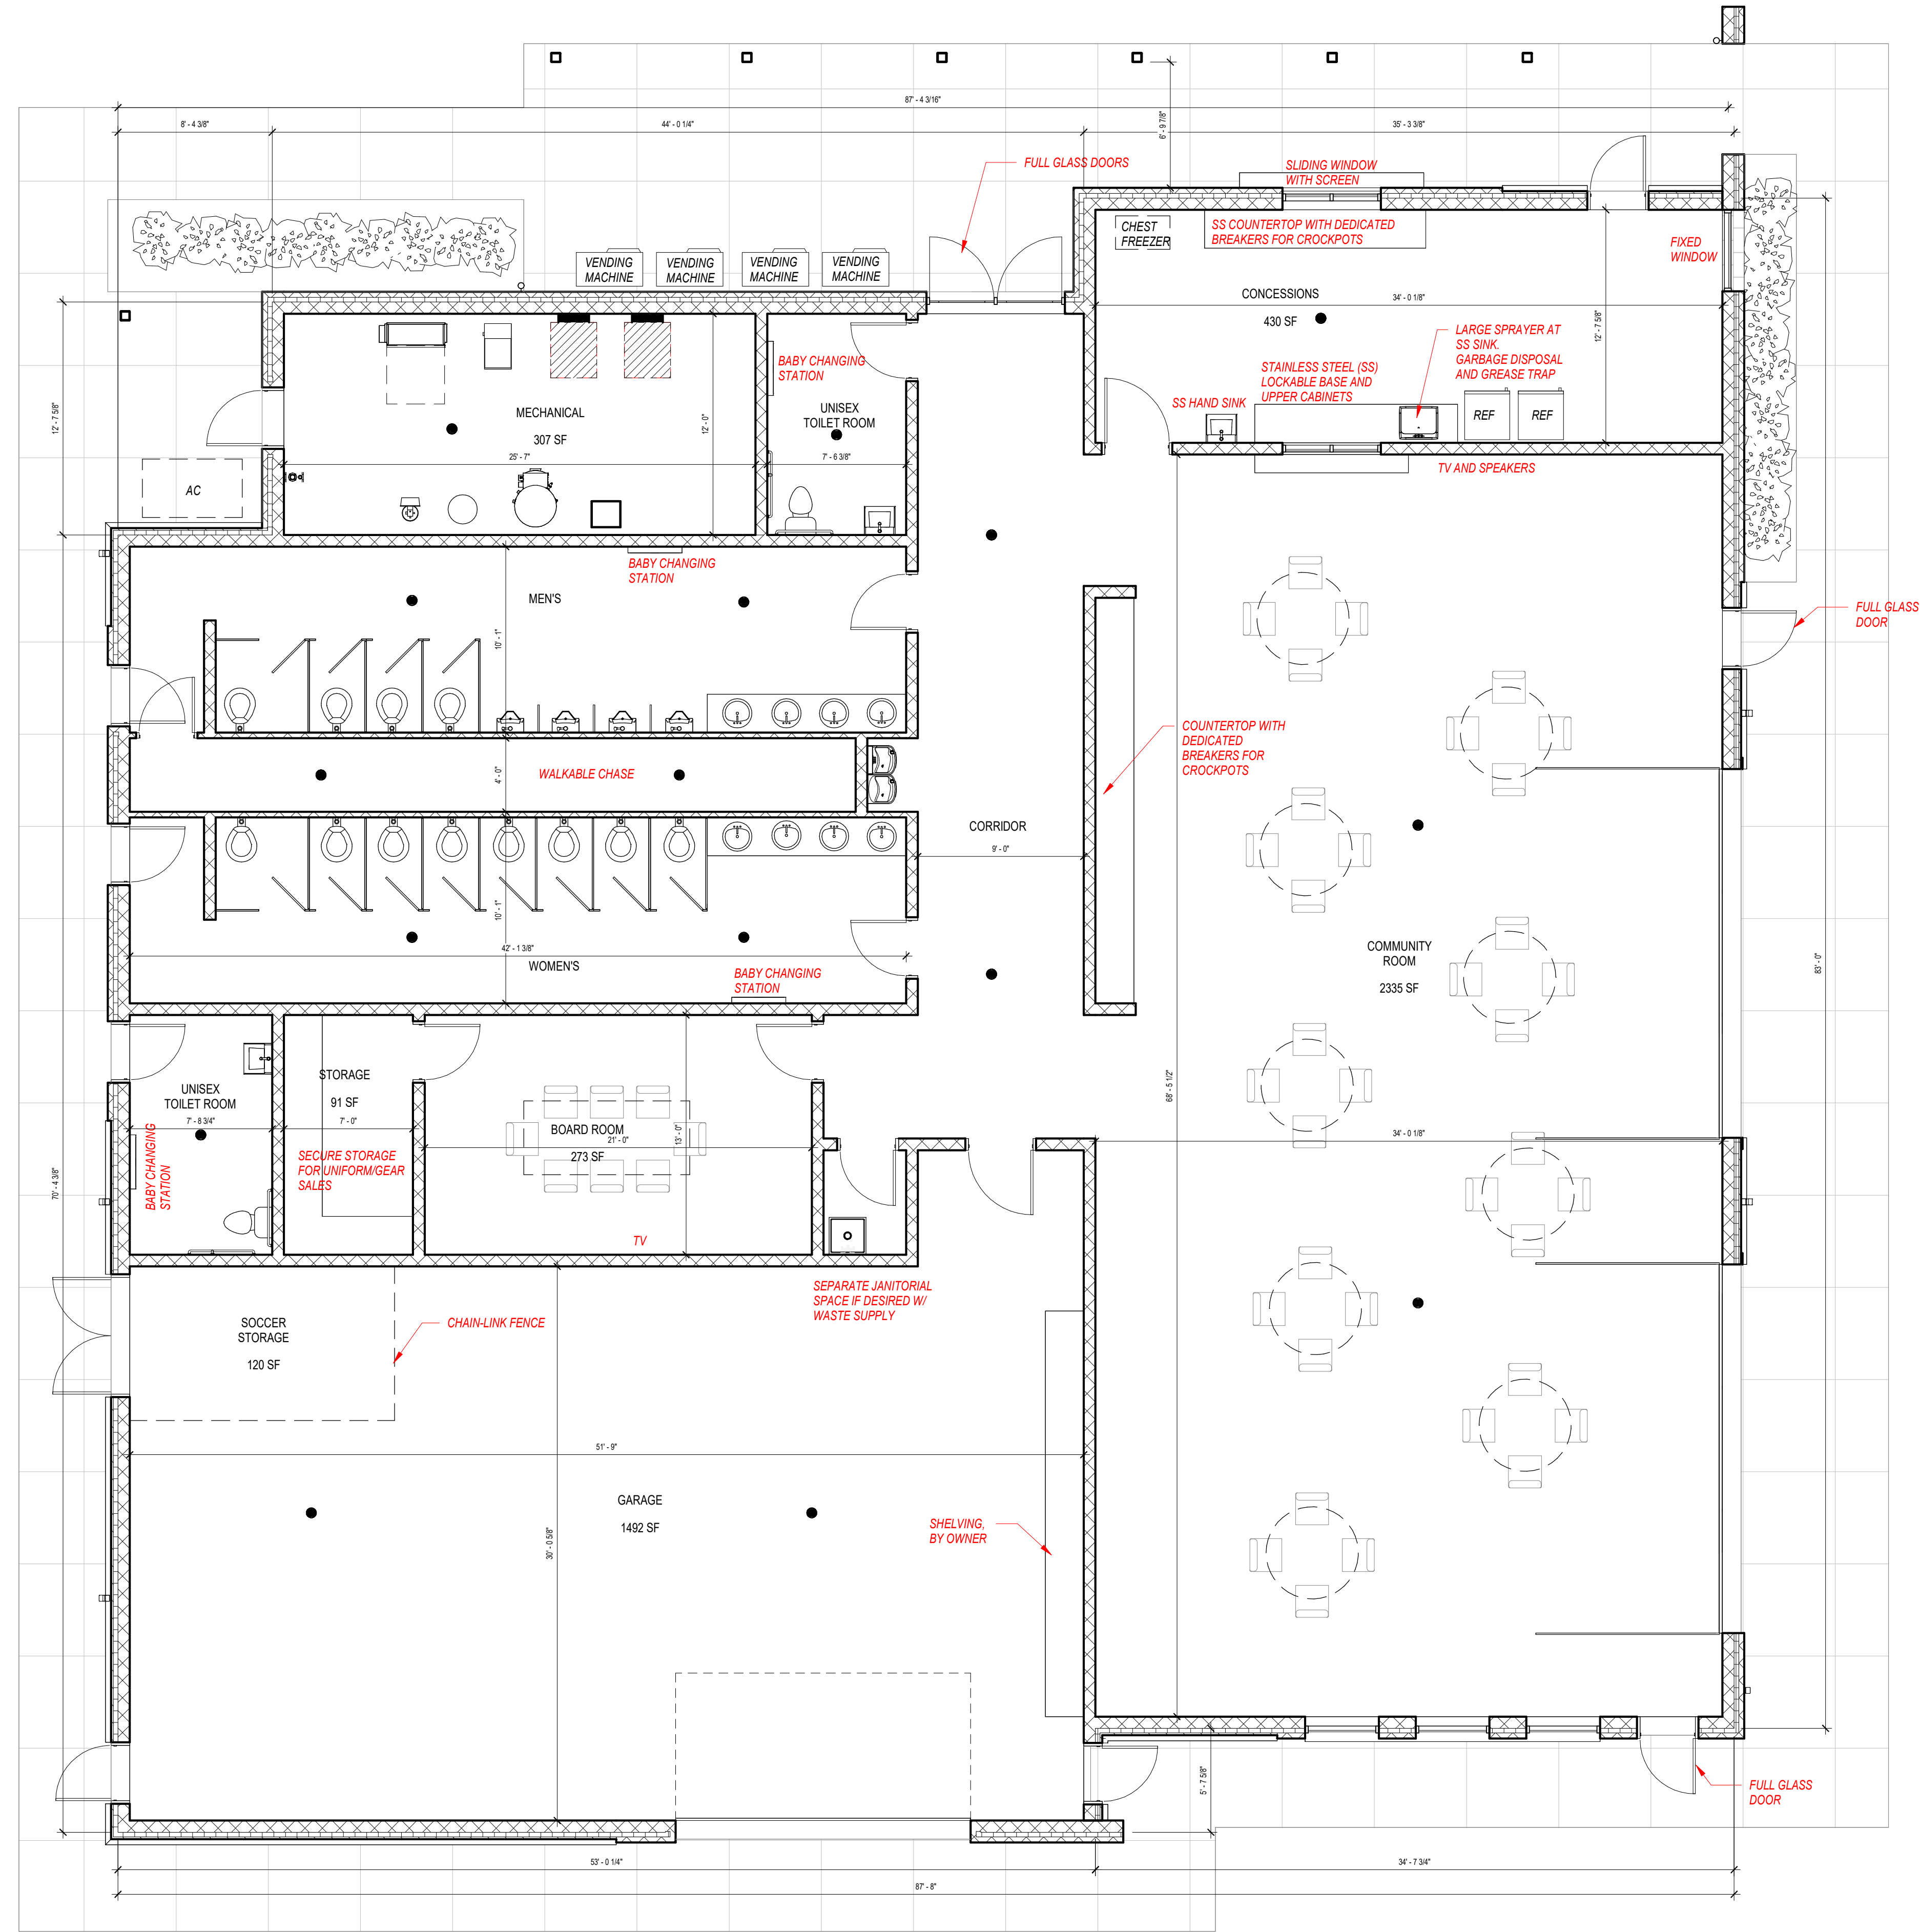 87' - 4 3/16"
8' - 4 3/8"
44' - 0 1/4"
35' - 3 3/8"
6' - 9 7/8"
FULL GLASS DOORS
SLIDING WINDOW
WITH SCREEN
CHEST
FREEZER
SS COUNTERTOP WITH DEDICATED
BREAKERS FOR CROCKPOTS
FIXED
WINDOW
VENDING
MACHINE
VENDING
MACHINE
VENDING
MACHINE
VENDING
MACHINE
CONCESSIONS
430 SF
34' - 0 1/8"
12' - 7 5/8"
LARGE SPRAYER AT
SS SINK.
GARBAGE DISPOSAL
AND GREASE TRAP
STAINLESS STEEL (SS)
LOCKABLE BASE AND
UPPER CABINETS
SS HAND SINK
REF
REF
TV AND SPEAKERS
BABY CHANGING
STATION
UNISEX
TOILET ROOM
7' - 6 3/8"
MECHANICAL
307 SF
25' - 7"
12' - 0"
12' - 7 5/8"
AC
BABY CHANGING
STATION
MEN'S
10' - 1"
FULL GLASS
DOOR
COUNTERTOP WITH
DEDICATED
BREAKERS FOR
CROCKPOTS
WALKABLE CHASE
4' - 0"
CORRIDOR
9' - 0"
10' - 1"
42' - 1 3/8"
WOMEN'S
BABY CHANGING
STATION
COMMUNITY
ROOM
2335 SF
83' - 0"
68' - 5 1/2"
34' - 0 1/8"
UNISEX
TOILET ROOM
7' - 8 3/4"
BABY CHANGING
STATION
STORAGE
91 SF
7' - 0"
SECURE STORAGE
FOR UNIFORM/GEAR
SALES
BOARD ROOM
21' - 0"
273 SF
13' - 0"
TV
70' - 4 3/8"
SEPARATE JANITORIAL
SPACE IF DESIRED W/
WASTE SUPPLY
SOCCER
STORAGE
120 SF
CHAIN-LINK FENCE
51' - 9"
GARAGE
1492 SF
30' - 0 5/8"
SHELVING,
BY OWNER
5' - 7 5/8"
FULL GLASS
DOOR
53' - 0 1/4"
34' - 7 3/4"
87' - 8"